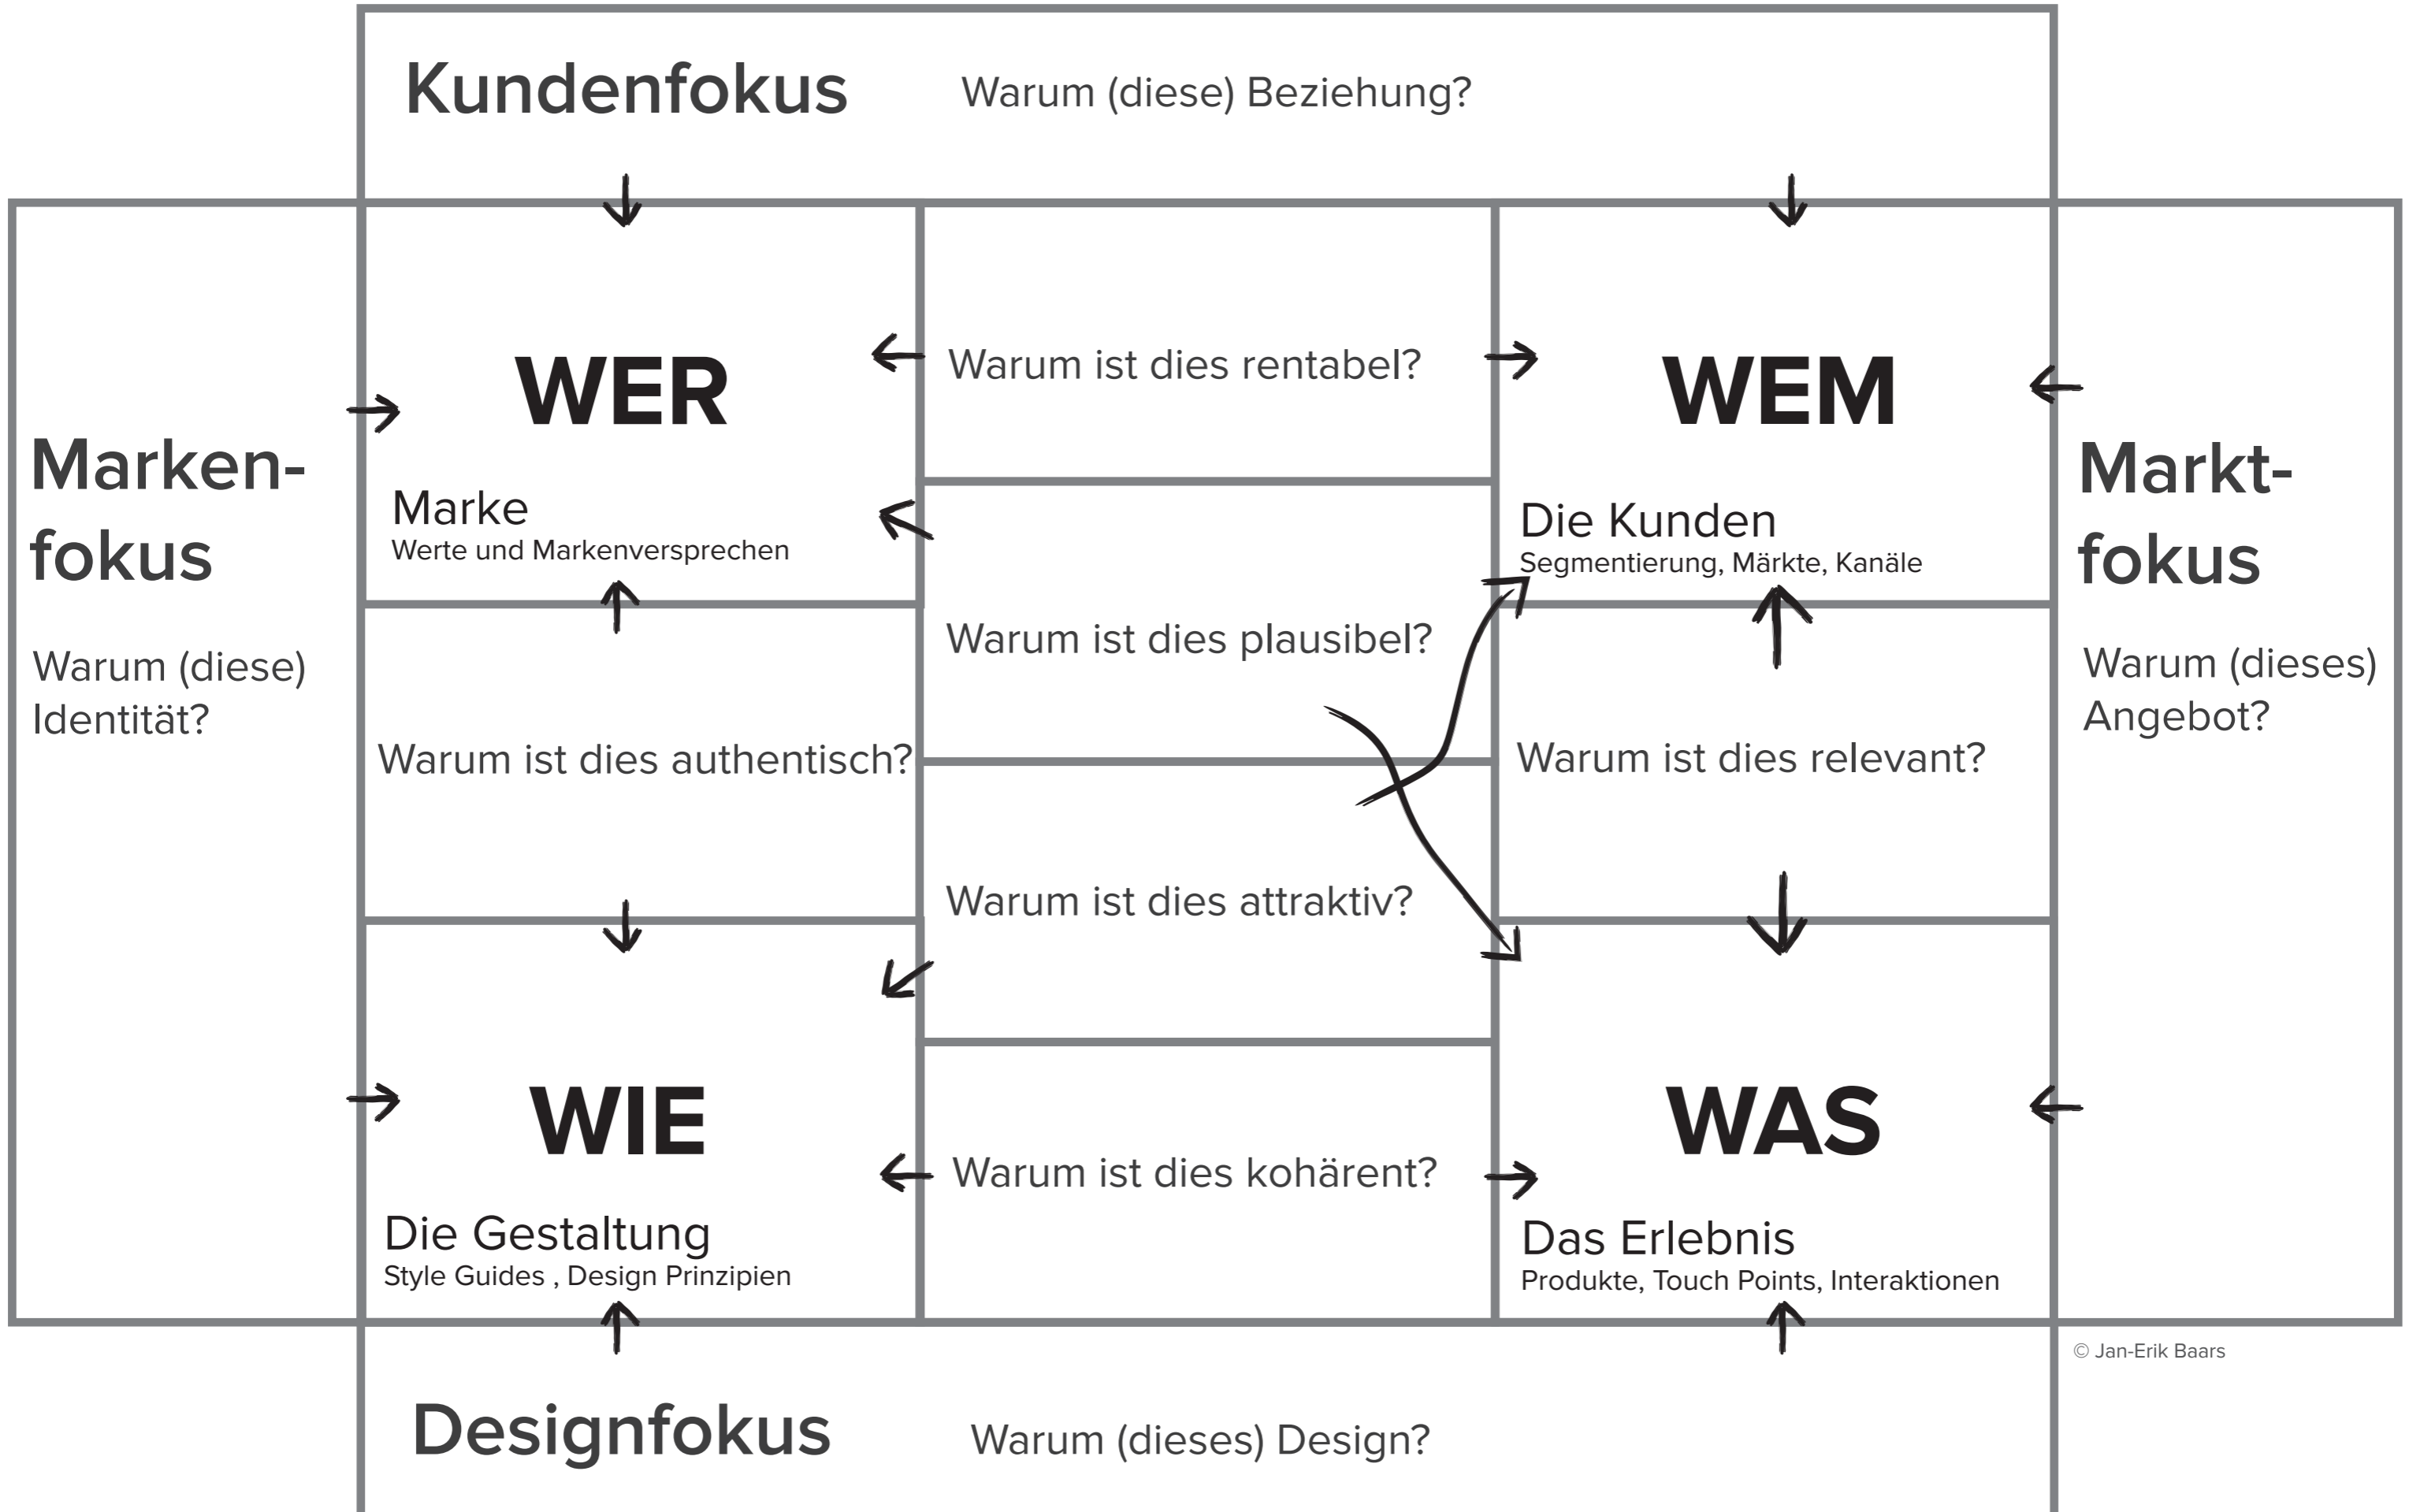 Kundenfokus
Warum (diese) Beziehung?
Marken-
fokus
Warum (diese)
Identität?
WER
Marke
Werte und Markenversprechen
Warum ist dies rentabel?
WEM
Die Kunden
Segmentierung, Märkte, Kanäle
Markt-
fokus
Warum (dieses)
Angebot?
Warum ist dies authentisch?
Warum ist dies plausibel?
Warum ist dies attraktiv?
Warum ist dies relevant?
WIE
Die Gestaltung
Style Guides , Design Prinzipien
Warum ist dies kohärent?
WAS
Das Erlebnis
Produkte, Touch Points, Interaktionen
© Jan-Erik Baars
Designfokus
Warum (dieses) Design?